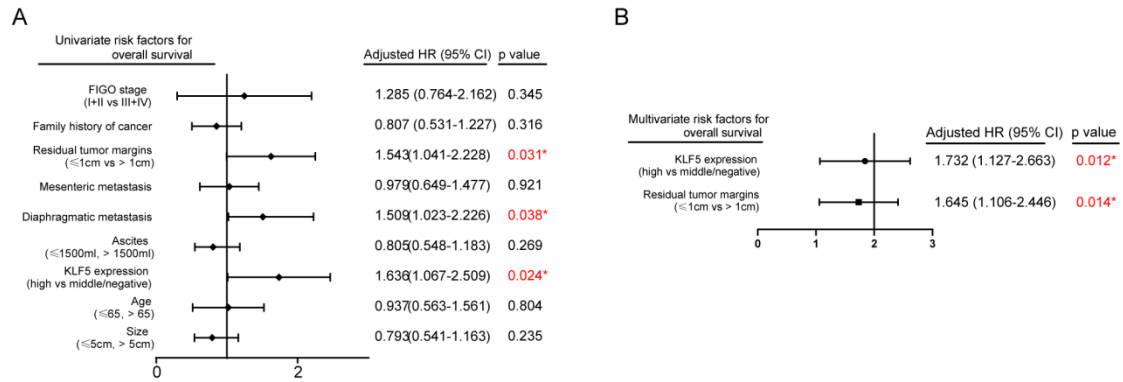 A
Univariate risk factors for
overall survival
Adjusted HR (95% CI) p value
FIGO stage
(I+II vs III+IV)
1.285 (0.764-2.162) 0.345
Family history of cancer
0.807 (0.531-1.227) 0.316
Residual tumor margins
(≤1cm vs > 1cm)
1.543(1.041-2.228) 0.031*
Mesenteric metastasis
0.979(0.649-1.477) 0.921
Diaphragmatic metastasis
1.509(1.023-2.226) 0.038*
Ascites
(≤1500ml, > 1500ml)
0.805(0.548-1.183) 0.269
KLF5 expression
(high vs middle/negative)
1.636(1.067-2.509) 0.024*
Age
(≤65, > 65)
0.937(0.563-1.561) 0.804
Size
(≤5cm, > 5cm)
0.793(0.541-1.163) 0.235
0 2
B
Multivariate risk factors for
overall survival
Adjusted HR (95% CI) p value
KLF5 expression
(high vs middle/negative)
1.732 (1.127-2.663) 0.012*
Residual tumor margins
(≤1cm vs > 1cm)
1.645 (1.106-2.446) 0.014*
0 1 2 3